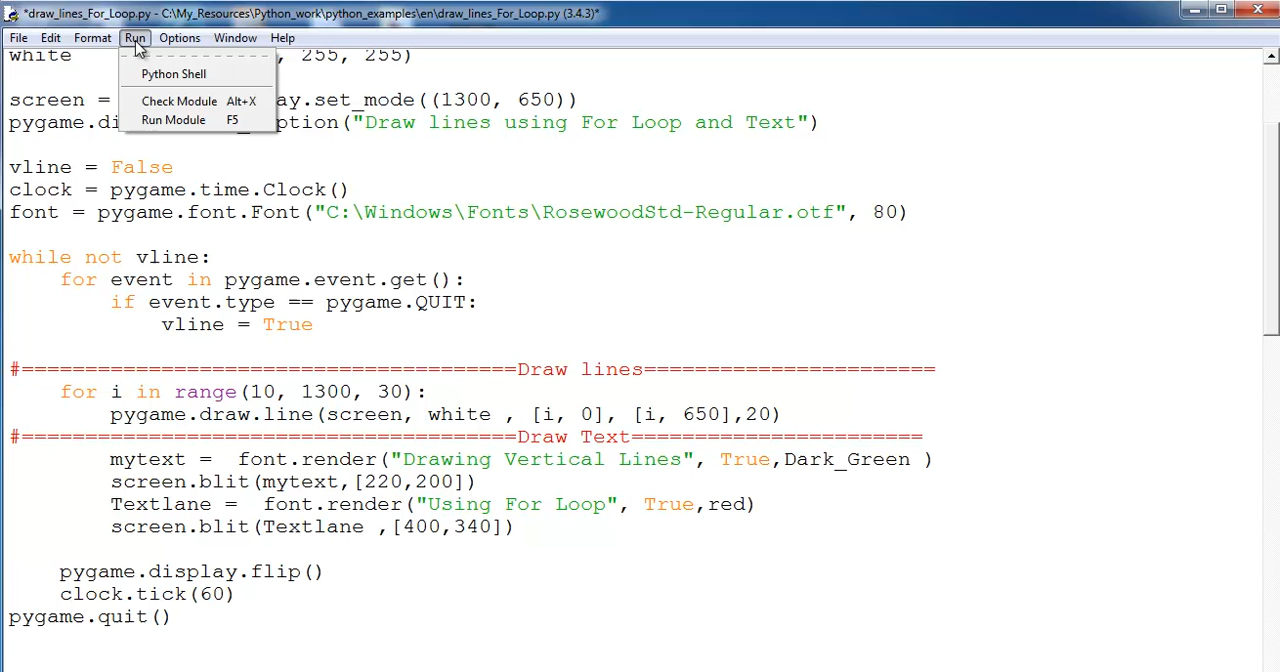 *draw_lines_For_Loop.py - C:\My_Resources\Python_work\python_examples\en\draw_lines_For_Loop.py (3.4.3)*
File Edit Format Run Options Window Help
white , 255, 255)
Python Shell
screen = ay.set_mode((1300, 650))
Check Module Alt+X
Run Module F5
pygame.di ption("Draw lines using For Loop and Text")
vline = False
clock = pygame.time.Clock()
font = pygame.font.Font("C:\Windows\Fonts\RosewoodStd-Regular.otf", 80)
while not vline:
    for event in pygame.event.get():
        if event.type == pygame.QUIT:
            vline = True
#=======================================Draw lines=======================
    for i in range(10, 1300, 30):
        pygame.draw.line(screen, white , [i, 0], [i, 650],20)
#=======================================Draw Text=======================
        mytext =  font.render("Drawing Vertical Lines", True,Dark_Green )
        screen.blit(mytext,[220,200])
        Textlane =  font.render("Using For Loop", True,red)
        screen.blit(Textlane ,[400,340])
    pygame.display.flip()
    clock.tick(60)
pygame.quit()